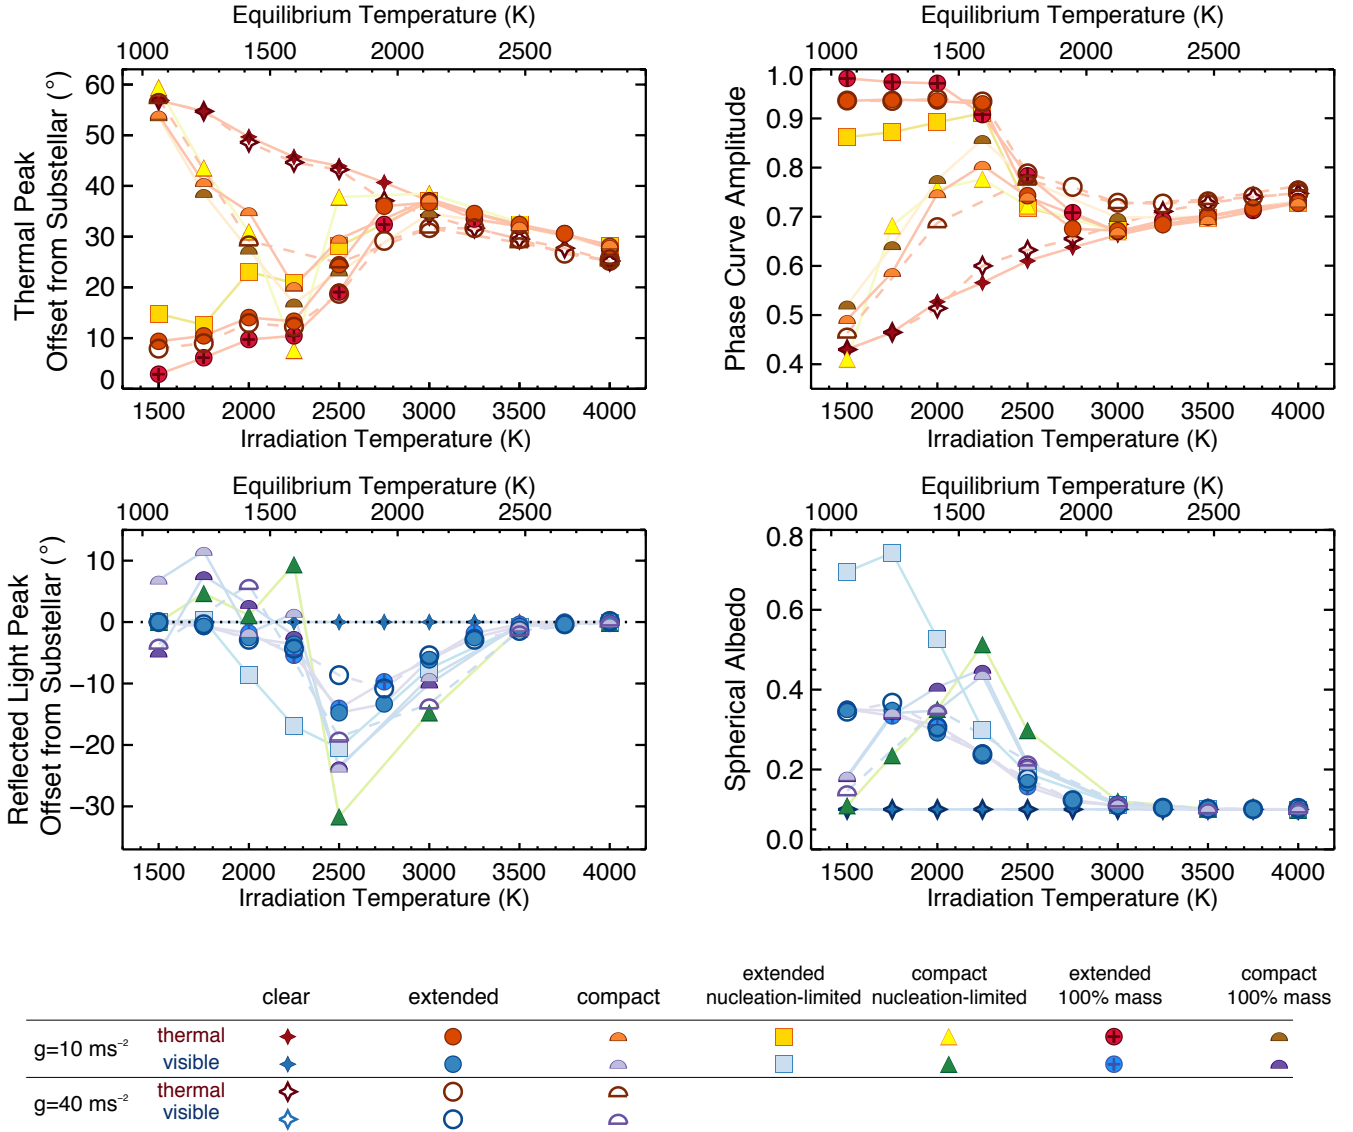 Equilibrium Temperature (K)
1000 1500 2000 2500
Thermal Peak
Offset from Substellar (°)
60
50
40
30
20
10
0
1500 2000 2500 3000 3500 4000
Irradiation Temperature (K)
Equilibrium Temperature (K)
1000 1500 2000 2500
Phase Curve Amplitude
1.0
0.9
0.8
0.7
0.6
0.5
0.4
1500 2000 2500 3000 3500 4000
Irradiation Temperature (K)
Equilibrium Temperature (K)
1000 1500 2000 2500
Reflected Light Peak
Offset from Substellar (°)
10
0
−10
−20
−30
1500 2000 2500 3000 3500 4000
Irradiation Temperature (K)
Equilibrium Temperature (K)
1000 1500 2000 2500
Spherical Albedo
0.8
0.6
0.4
0.2
0.0
1500 2000 2500 3000 3500 4000
Irradiation Temperature (K)
clear extended compact extended nucleation-limited compact nucleation-limited extended 100% mass compact 100% mass
g=10 ms⁻² thermal
visible
g=40 ms⁻² thermal
visible